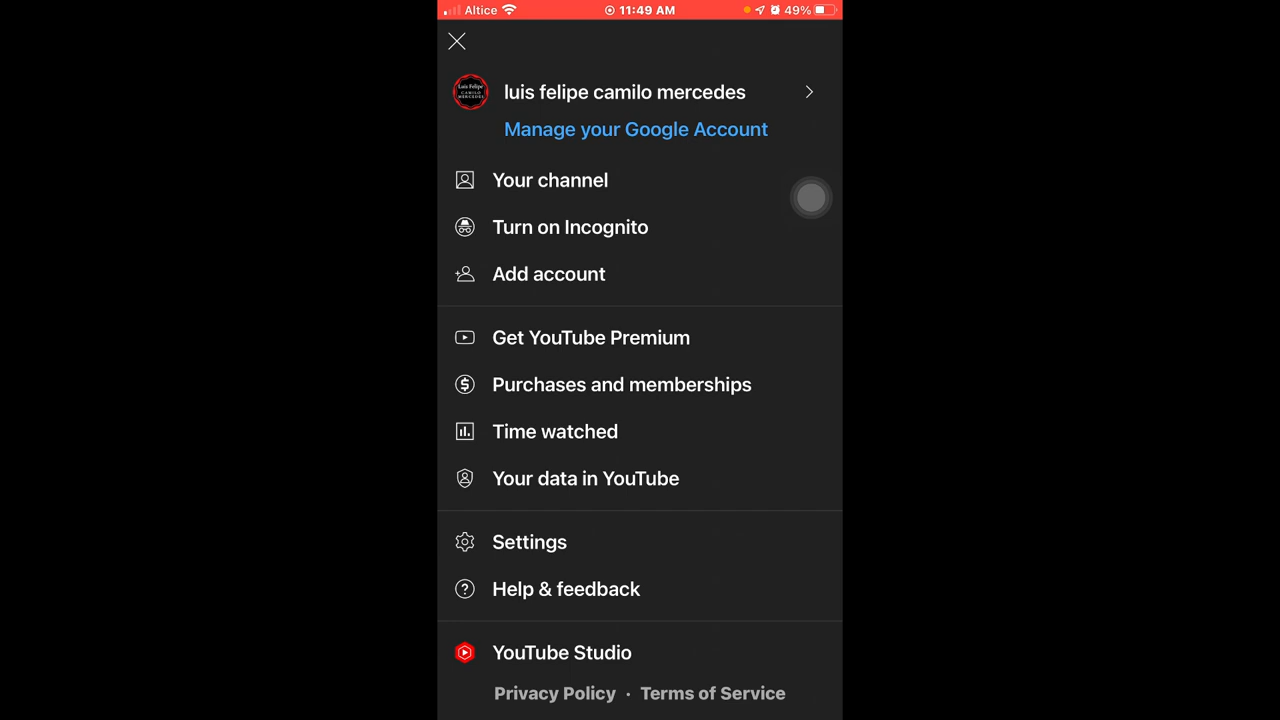 Altice 11:49 AM 49%
luis felipe camilo mercedes
Manage your Google Account
Your channel
Turn on Incognito
Add account
Get YouTube Premium
Purchases and memberships
Time watched
Your data in YouTube
Settings
Help & feedback
YouTube Studio
Privacy Policy · Terms of Service